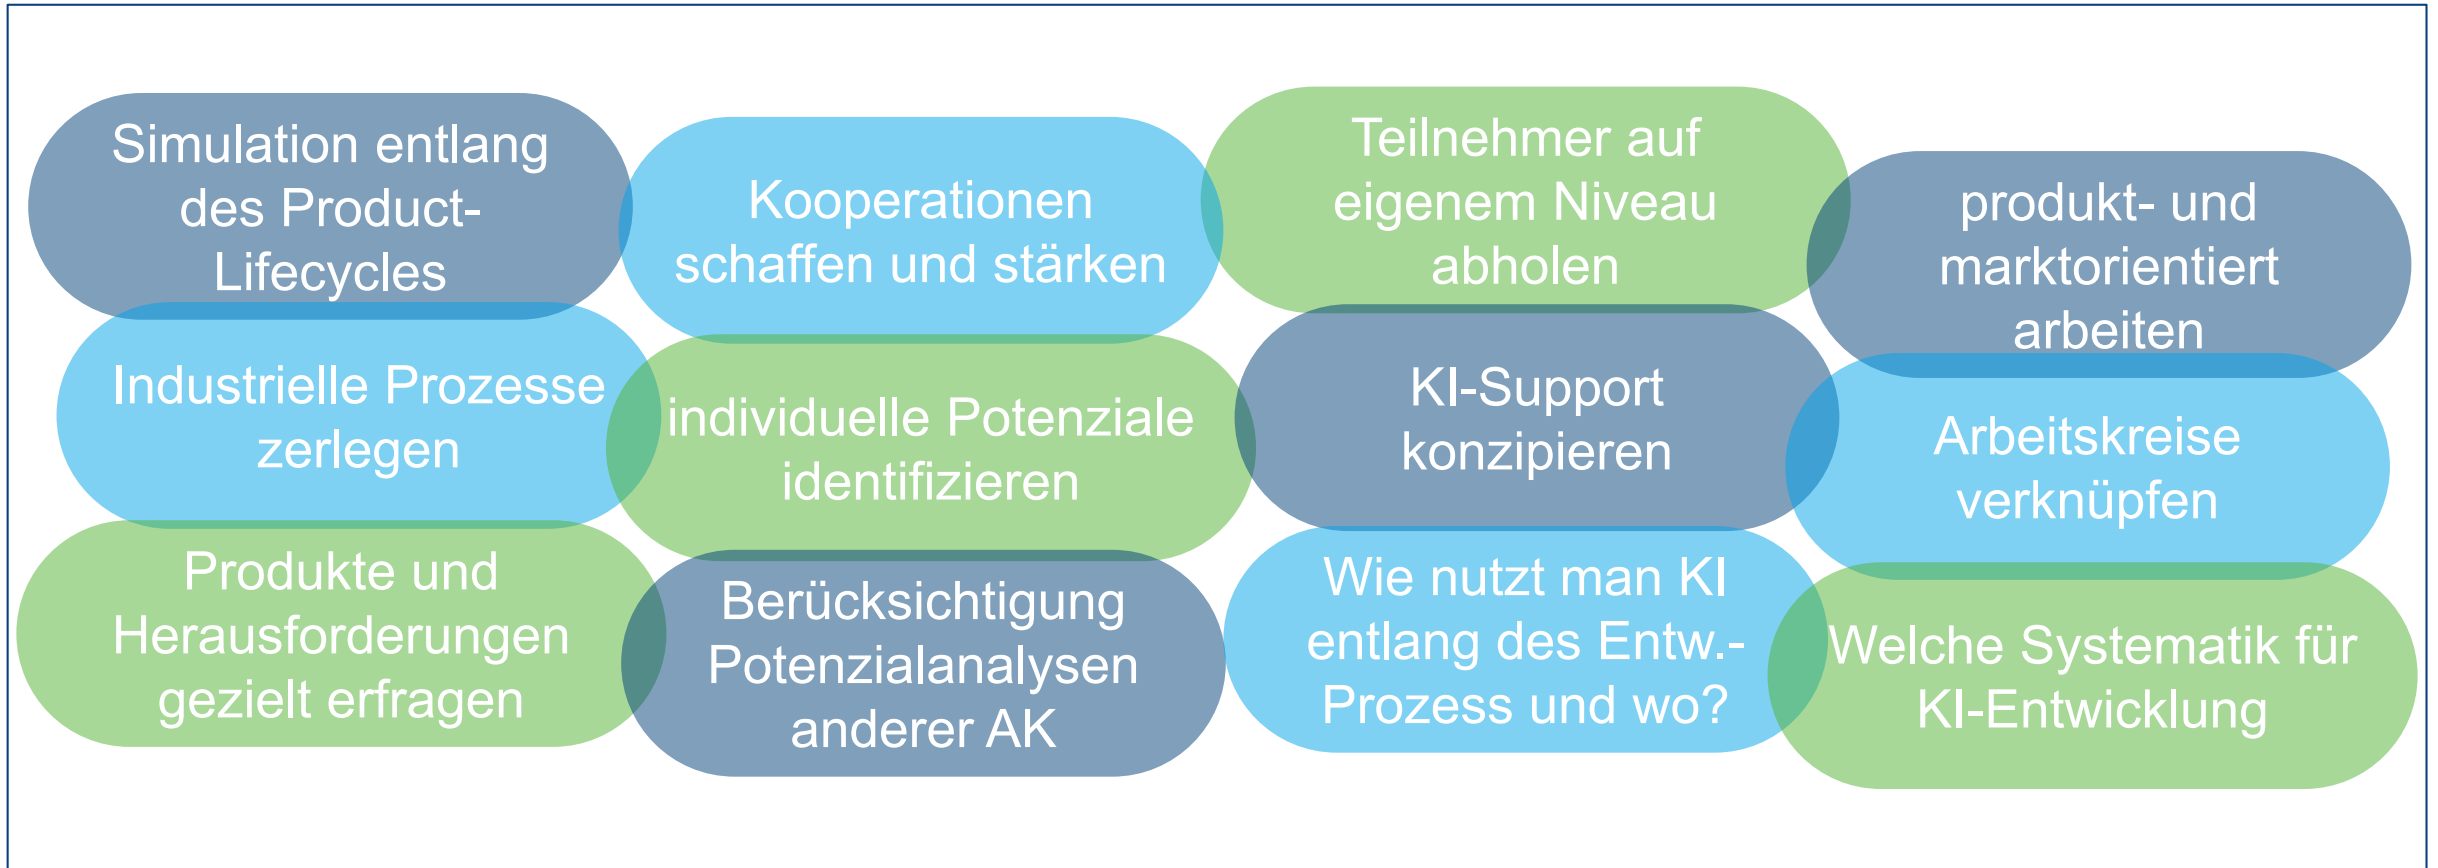 Simulation entlang
des Product-
Lifecycles
Kooperationen
schaffen und stärken
Teilnehmer auf
eigenem Niveau
abholen
produkt- und
marktorientiert
arbeiten
Industrielle Prozesse
zerlegen
individuelle Potenziale
identifizieren
KI-Support
konzipieren
Arbeitskreise
verknüpfen
Produkte und
Herausforderungen
gezielt erfragen
Berücksichtigung
Potenzialanalysen
anderer AK
Wie nutzt man KI
entlang des Entw.-
Prozess und wo?
Welche Systematik für
KI-Entwicklung